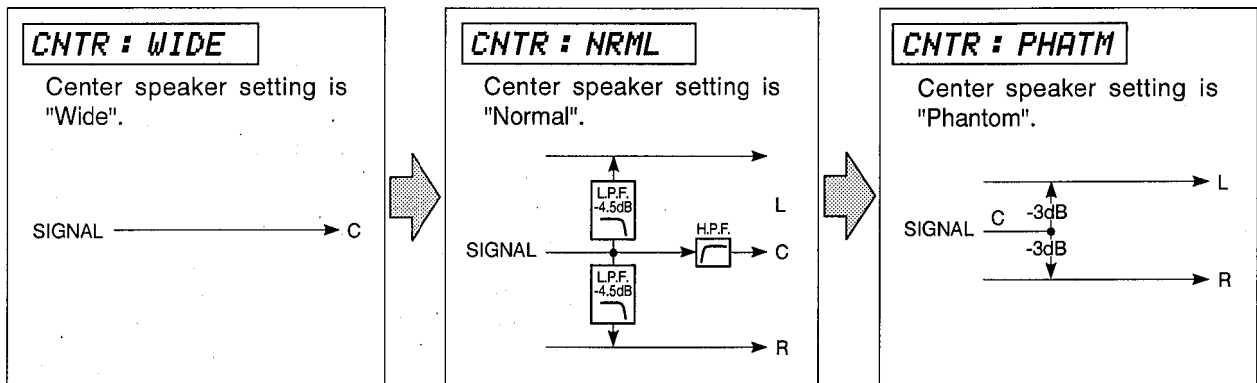 CNTR : WIDE
Center speaker setting is
"Wide".
SIGNAL
C
CNTR : NRML
Center speaker setting is
"Normal".
L.P.F.
-4.5dB
L
H.P.F.
SIGNAL
C
L.P.F.
-4.5dB
R
CNTR : PHATM
Center speaker setting is
"Phantom".
L
C
-3dB
SIGNAL
-3dB
R